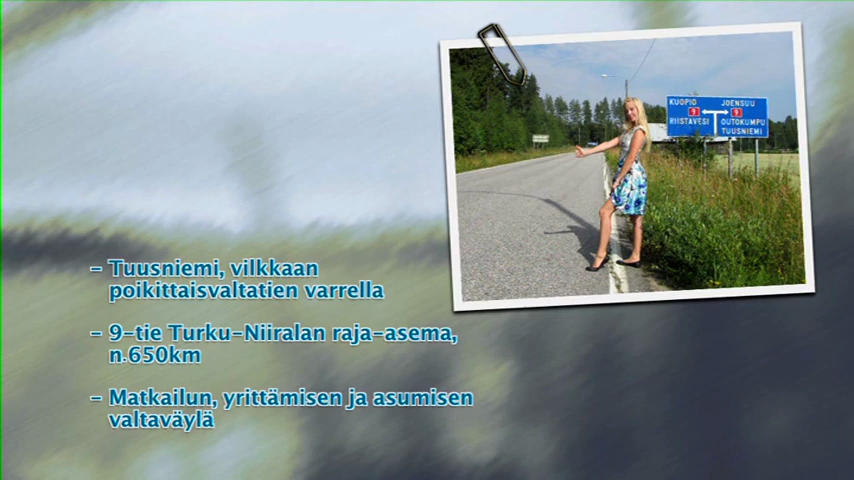 KUOPIO
9
RIISTAVESI
JOENSUU
9
OUTOKUMPU
TUUSNIEMI
– Tuusniemi, vilkkaan
poikittaisvaltatien varrella
– 9-tie Turku-Niiralan raja-asema,
n.650km
– Matkailun, yrittämisen ja asumisen
valtaväylä